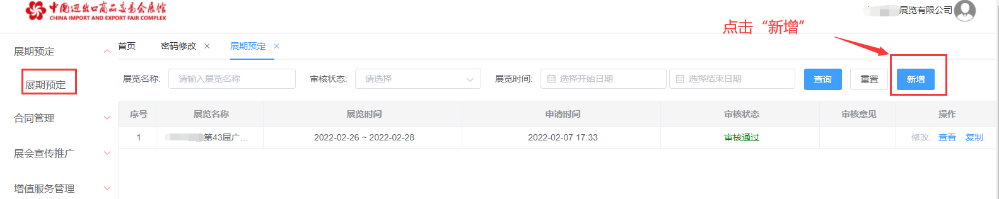 中国进出口商品交易会展馆
CHINA IMPORT AND EXPORT FAIR COMPLEX
展览有限公司
点击“新增”
展期预定
展期预定
合同管理
展会宣传推广
增值服务管理
首页 密码修改 × 展期预定 ×
展览名称: 请输入展览名称 审核状态: 请选择 展览时间: 选择开始日期 选择结束日期 查询 重置 新增
序号 展览名称 展览时间 申请时间 审核状态 审核意见 操作
1 第43届广... 2022-02-26 ~ 2022-02-28 2022-02-07 17:33 审核通过 修改 查看 复制